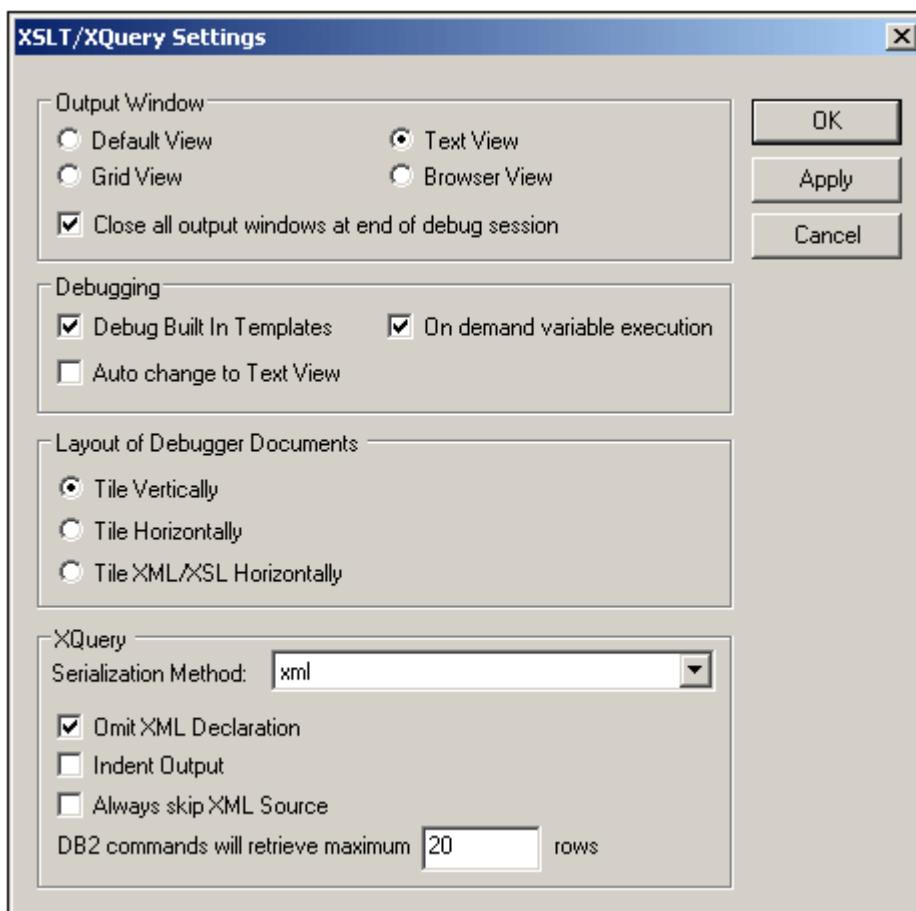 XSLT/XQuery Settings
Output Window
Default View
Text View
Grid View
Browser View
Close all output windows at end of debug session
OK
Apply
Cancel
Debugging
Debug Built In Templates
On demand variable execution
Auto change to Text View
Layout of Debugger Documents
Tile Vertically
Tile Horizontally
Tile XML/XSL Horizontally
XQuery
Serialization Method: xml
Omit XML Declaration
Indent Output
Always skip XML Source
DB2 commands will retrieve maximum 20 rows